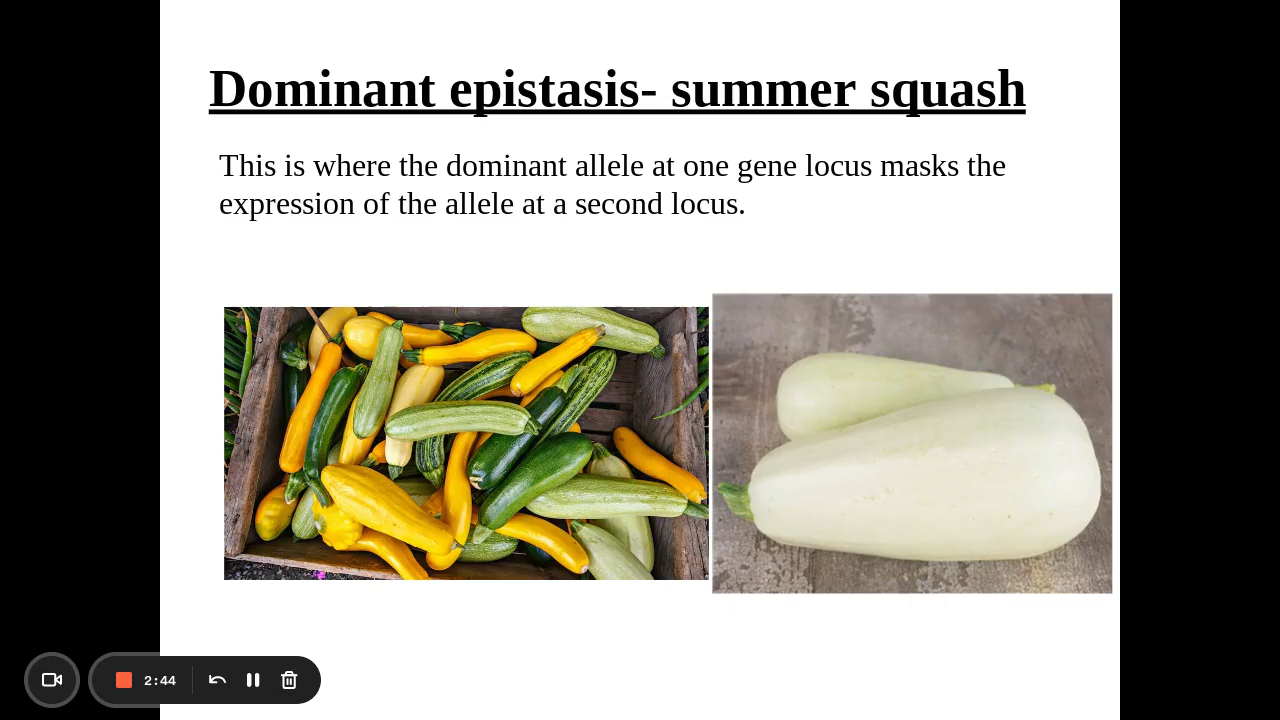 Dominant epistasis- summer squash
This is where the dominant allele at one gene locus masks the
expression of the allele at a second locus.
2:44